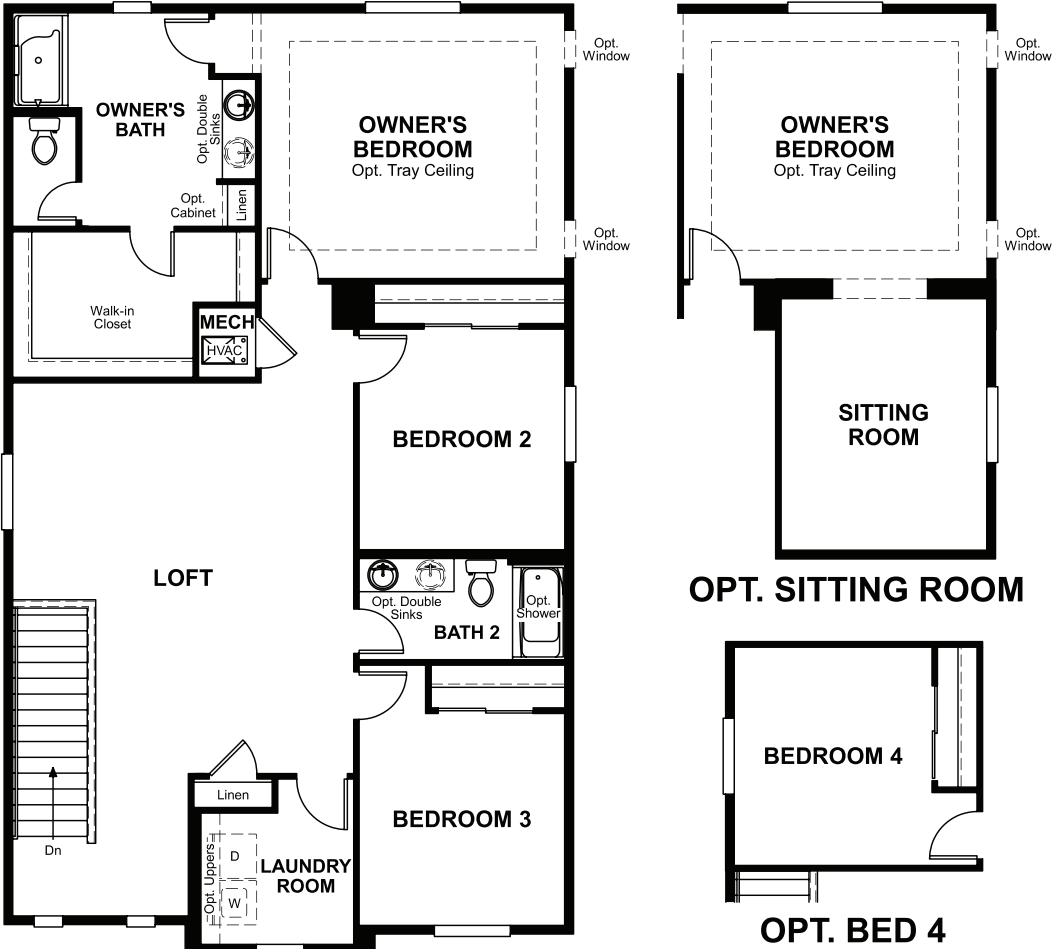 OWNER'S
BATH
Opt. Double
Sinks
Opt.
Cabinet
Linen
OWNER'S
BEDROOM
Opt. Tray Ceiling
Opt.
Window
Opt.
Window
Walk-in
Closet
MECH
HVAC
BEDROOM 2
LOFT
Opt. Double
Sinks
BATH 2
Opt.
Shower
Dn
Linen
LAUNDRY
ROOM
Opt. Uppers
D
W
BEDROOM 3
OWNER'S
BEDROOM
Opt. Tray Ceiling
Opt.
Window
Opt.
Window
SITTING
ROOM
OPT. SITTING ROOM
BEDROOM 4
OPT. BED 4